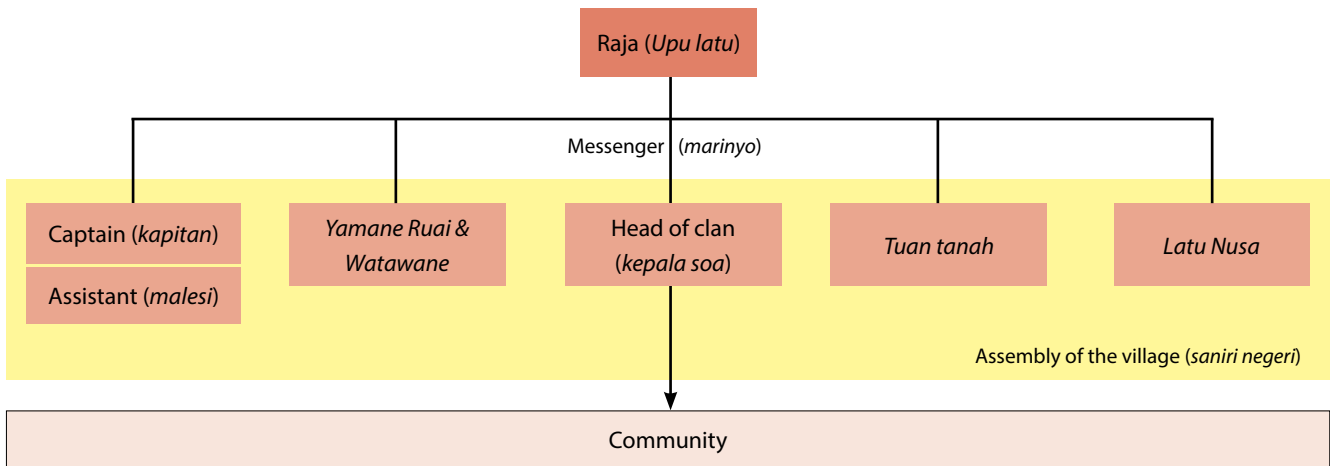 Raja (Upu latu)
Messenger (marinyo)
Captain (kapitan)
Assistant (malesi)
Yamane Ruai &
Watawane
Head of clan
(kepala soa)
Tuan tanah
Latu Nusa
Assembly of the village (saniri negeri)
Community